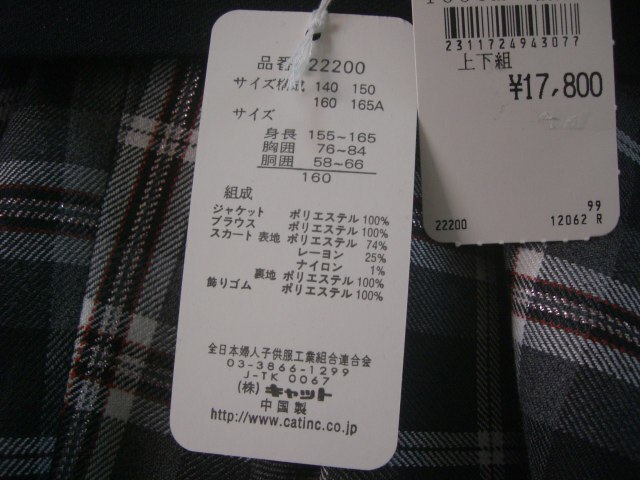 品番 22200
サイズ構成 140 150
160 165A
サイズ
身長 155~165
胸囲 76~84
胴囲 58~66
160
組成
ジャケット ポリエステル 100%
ブラウス ポリエステル 100%
スカート 表地 ポリエステル 74%
レーヨン 25%
ナイロン 1%
裏地 ポリエステル 100%
飾りゴム ポリエステル 100%
全日本婦人子供服工業組合連合会
03-3866-1299
J-TK 0067
(株) キャット
中国製
http://www.catinc.co.jp
2311724943077
上下組
¥17,800
99
22200 12062 R